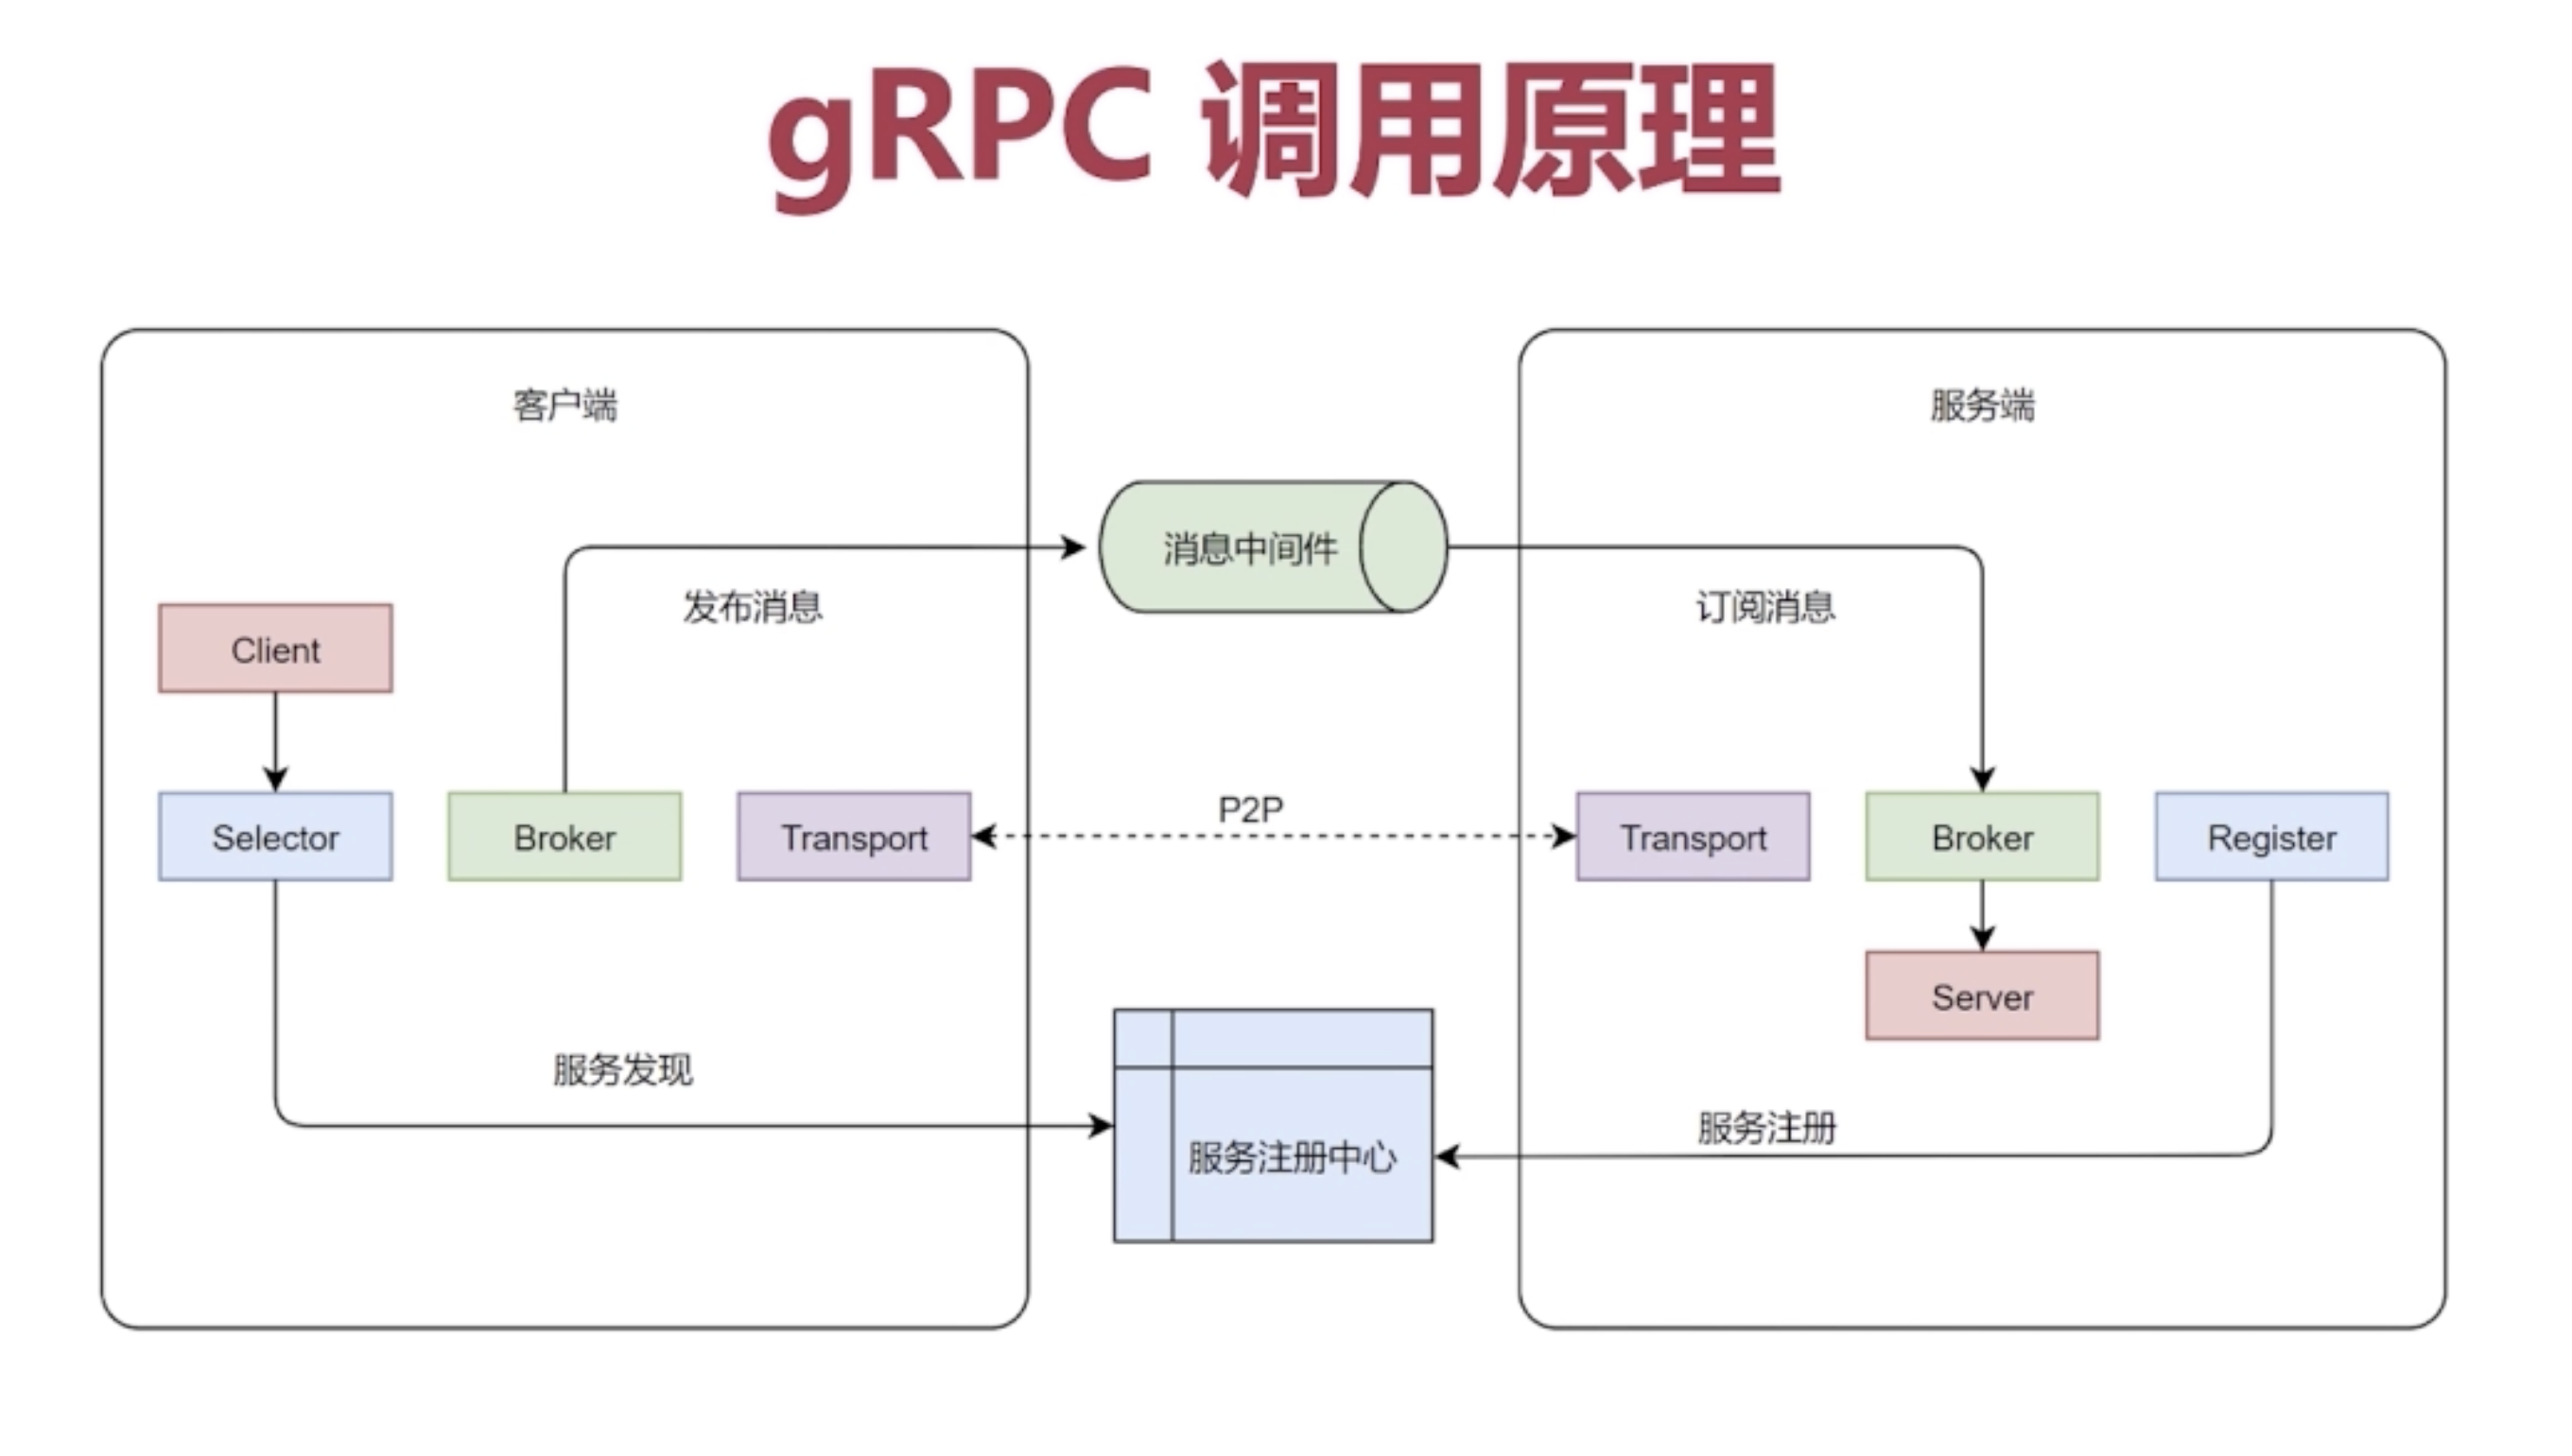 gRPC 调用原理
客户端
服务端
消息中间件
发布消息
订阅消息
Client
P2P
Selector
Broker
Transport
Transport
Broker
Register
Server
服务发现
服务注册
服务注册中心